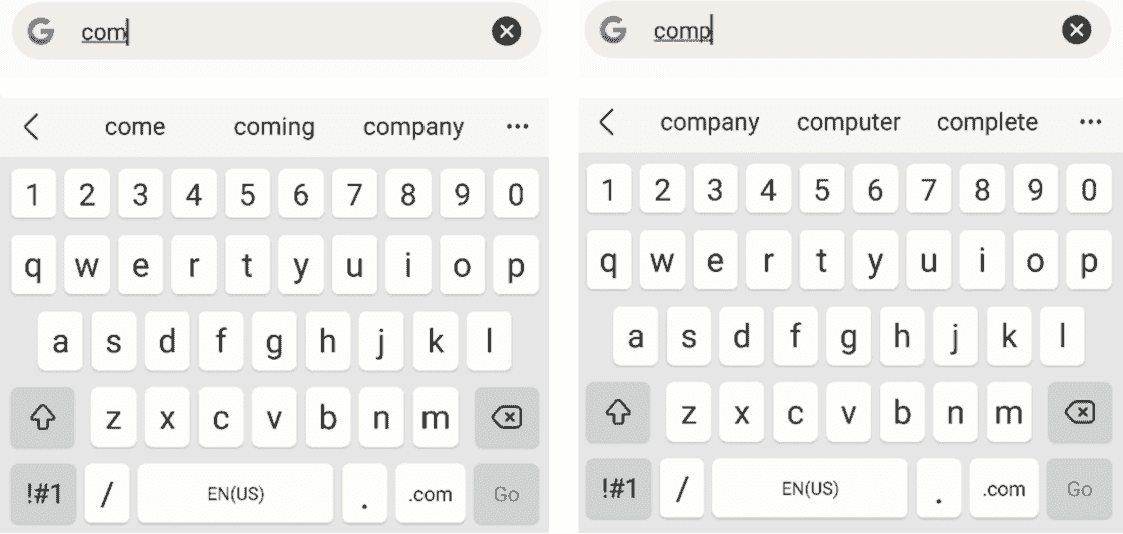 G com
come coming company ...
1 2 3 4 5 6 7 8 9 0
q w e r t y u i o p
a s d f g h j k l
z x c v b n m
!#1 / EN(US) . .com Go
G comp
company computer complete ...
1 2 3 4 5 6 7 8 9 0
q w e r t y u i o p
a s d f g h j k l
z x c v b n m
!#1 / EN(US) . .com Go